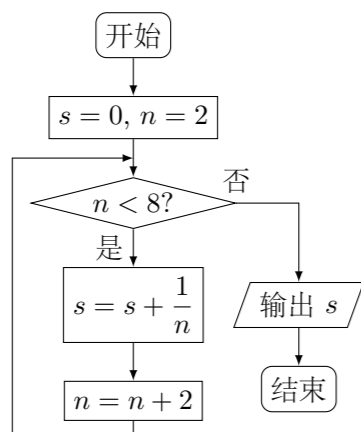 开始
s = 0, n = 2
n < 8?
否
是
s = s + 1/n
输出 s
n = n + 2
结束